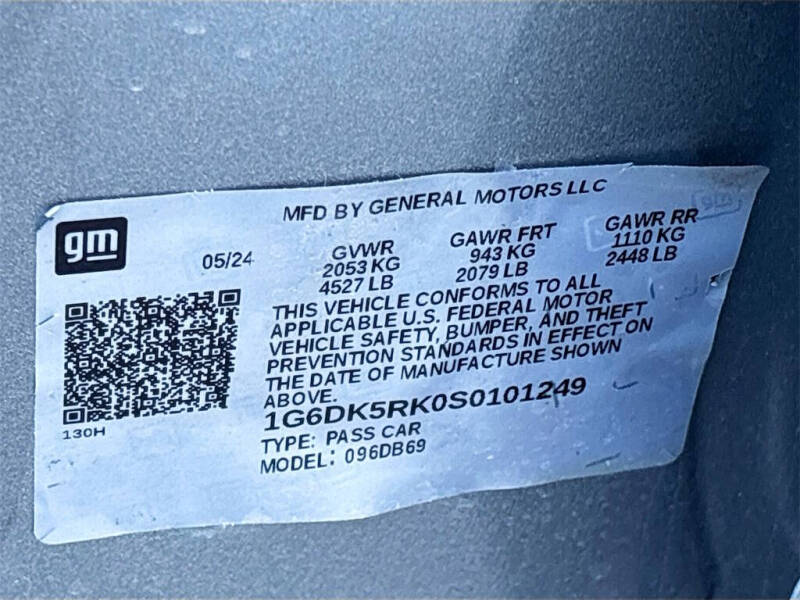 MFD BY GENERAL MOTORS LLC
gm
05/24
GVWR
2053 KG
4527 LB
GAWR FRT
943 KG
2079 LB
GAWR RR
1110 KG
2448 LB
THIS VEHICLE CONFORMS TO ALL
APPLICABLE U.S. FEDERAL MOTOR
VEHICLE SAFETY, BUMPER, AND THEFT
PREVENTION STANDARDS IN EFFECT ON
THE DATE OF MANUFACTURE SHOWN
ABOVE.
1G6DK5RK0S0101249
130H
TYPE: PASS CAR
MODEL: 096DB69
gm